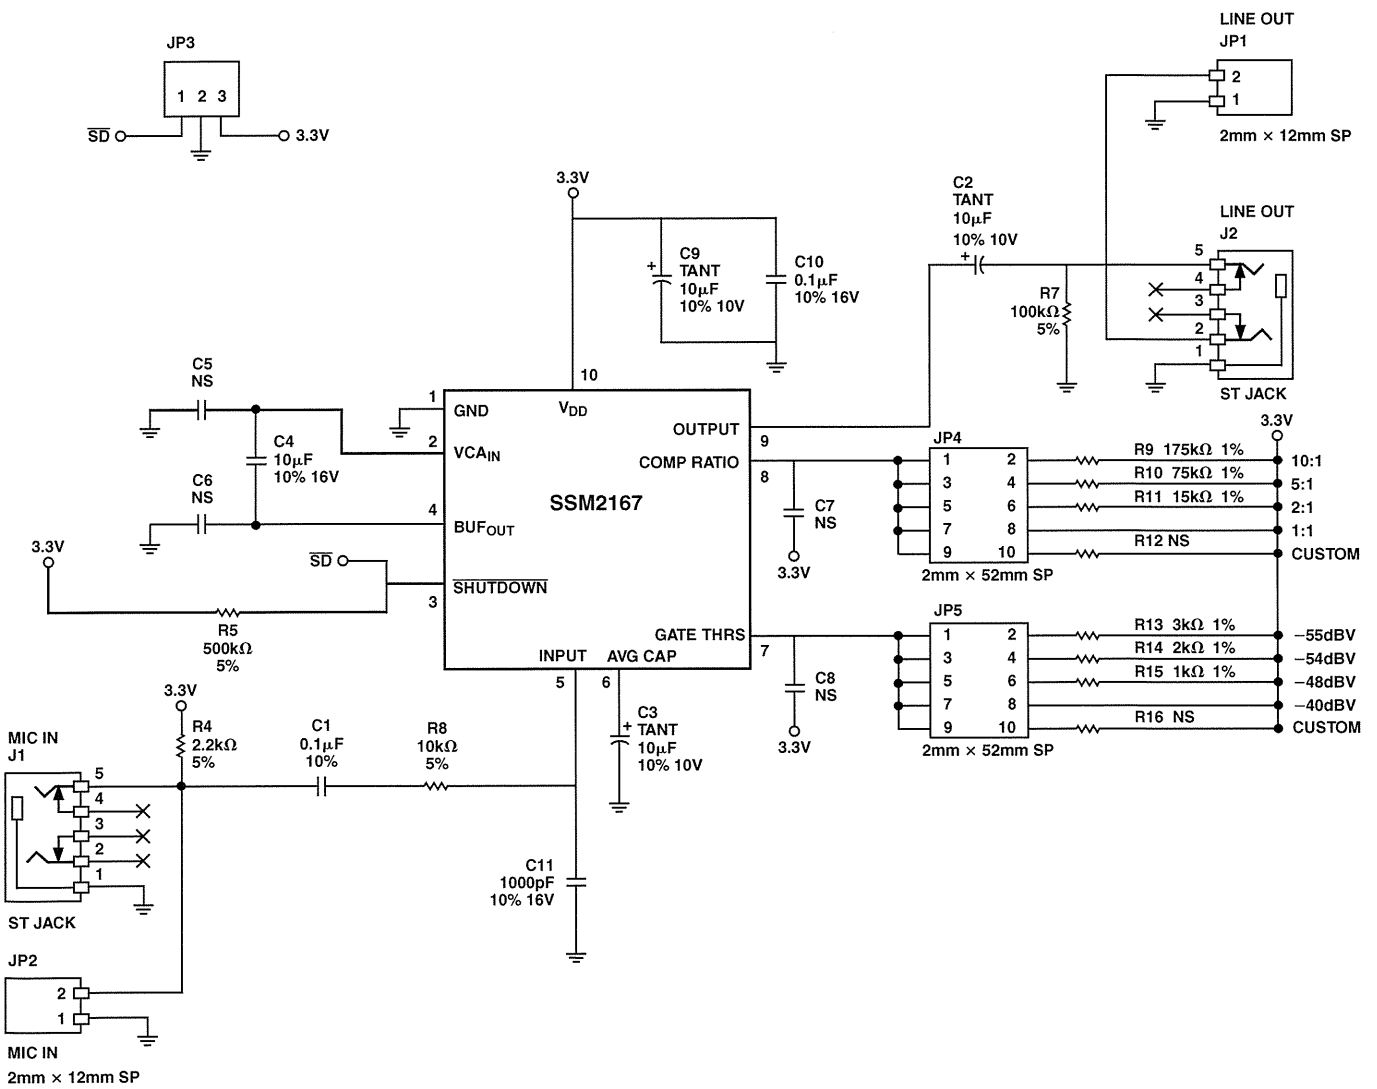 LINE OUT
JP1
2
1
2mm × 12mm SP
JP3
1 2 3
SD
3.3V
3.3V
C9
TANT
10µF
10% 10V
C10
0.1µF
10% 16V
C2
TANT
10µF
10% 10V
+
+
R7
100kΩ
5%
LINE OUT
J2
5
4
3
2
1
ST JACK
C5
NS
C4
10µF
10% 16V
C6
NS
3.3V
SD
R5
500kΩ
5%
10
VDD
1
GND
2
VCAIN
4
BUFOUT
SHUTDOWN
3
SSM2167
OUTPUT
9
COMP RATIO
8
GATE THRS
7
INPUT
5
AVG CAP
6
C7
NS
3.3V
C8
NS
3.3V
3.3V
JP4
1 2
3 4
5 6
7 8
9 10
2mm × 52mm SP
R9 175kΩ 1%
10:1
R10 75kΩ 1%
5:1
R11 15kΩ 1%
2:1
1:1
R12 NS
CUSTOM
JP5
1 2
3 4
5 6
7 8
9 10
2mm × 52mm SP
R13 3kΩ 1%
−55dBV
R14 2kΩ 1%
−54dBV
R15 1kΩ 1%
−48dBV
−40dBV
R16 NS
CUSTOM
C3
+
TANT
10µF
10% 10V
3.3V
R4
2.2kΩ
5%
C1
0.1µF
10%
R8
10kΩ
5%
C11
1000pF
10% 16V
MIC IN
J1
5
4
3
2
1
ST JACK
JP2
2
1
MIC IN
2mm × 12mm SP